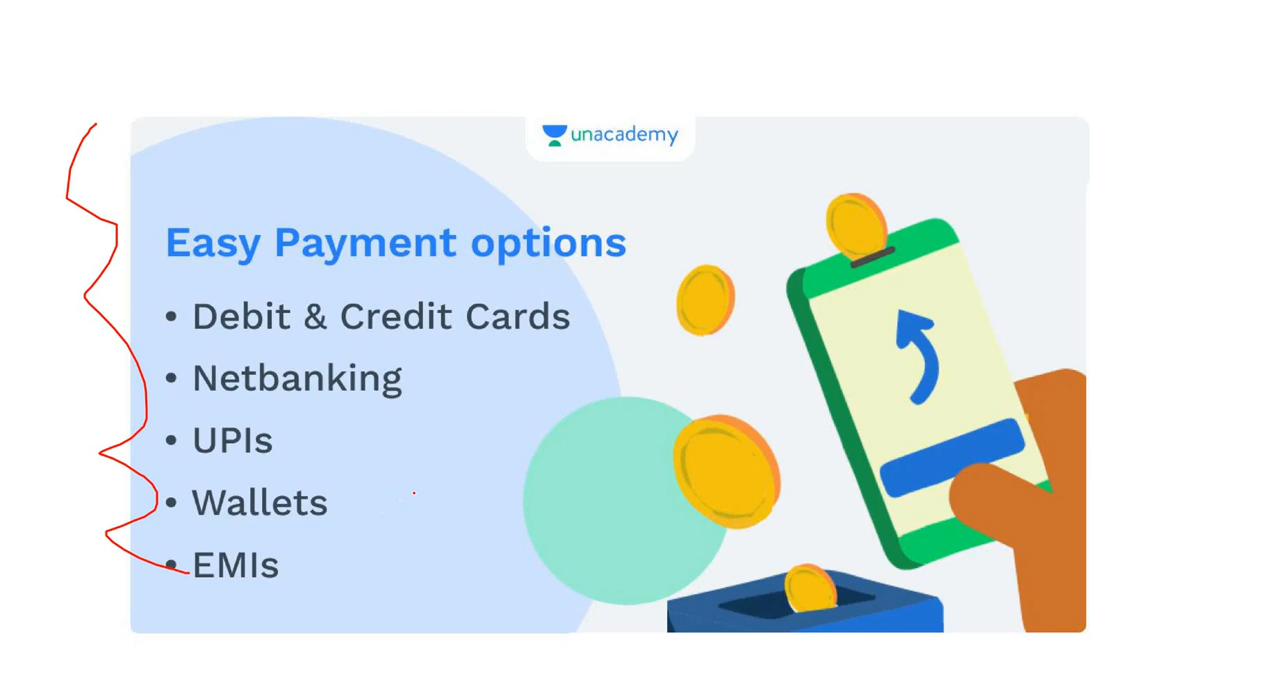 unacademy
Easy Payment options
• Debit & Credit Cards
• Netbanking
• UPIs
• Wallets
• EMIs